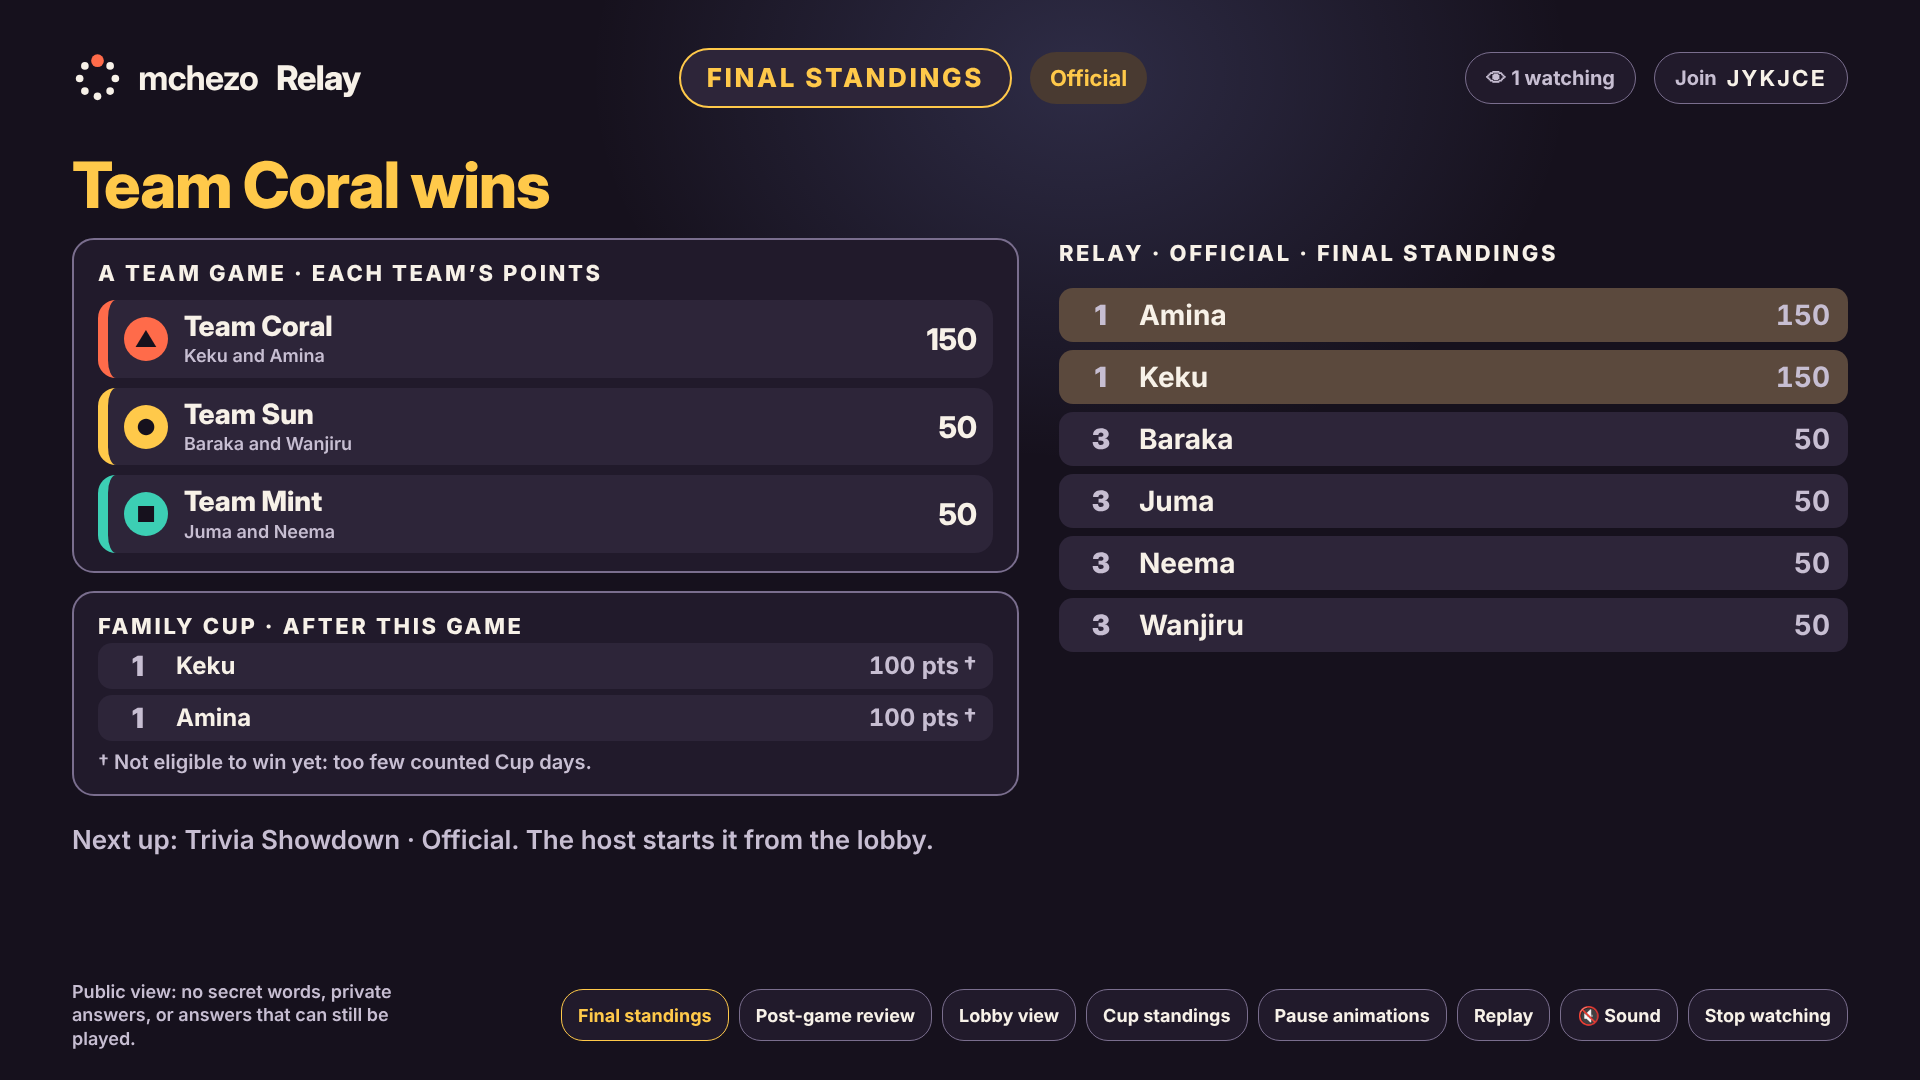 mchezo Relay
FINAL STANDINGS
Official
👁 1 watching
Join JYKJCE
Team Coral wins
A TEAM GAME · EACH TEAM’S POINTS
Team Coral
Keku and Amina
150
Team Sun
Baraka and Wanjiru
50
Team Mint
Juma and Neema
50
FAMILY CUP · AFTER THIS GAME
1 Keku 100 pts †
1 Amina 100 pts †
† Not eligible to win yet: too few counted Cup days.
Next up: Trivia Showdown · Official. The host starts it from the lobby.
RELAY · OFFICIAL · FINAL STANDINGS
1 Amina 150
1 Keku 150
3 Baraka 50
3 Juma 50
3 Neema 50
3 Wanjiru 50
Public view: no secret words, private
answers, or answers that can still be
played.
Final standings
Post-game review
Lobby view
Cup standings
Pause animations
Replay
🔇 Sound
Stop watching